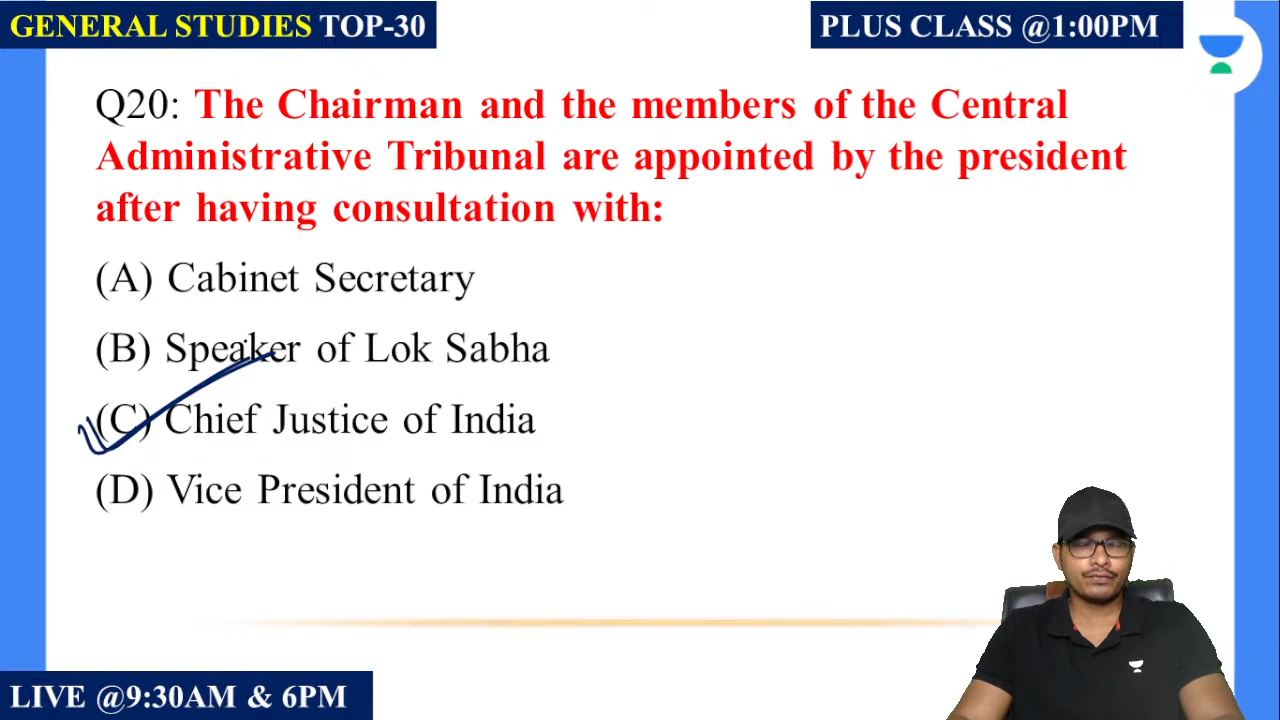 GENERAL STUDIES TOP-30
PLUS CLASS @1:00PM
Q20: The Chairman and the members of the Central
Administrative Tribunal are appointed by the president
after having consultation with:
(A) Cabinet Secretary
(B) Speaker of Lok Sabha
(C) Chief Justice of India
(D) Vice President of India
LIVE @9:30AM & 6PM